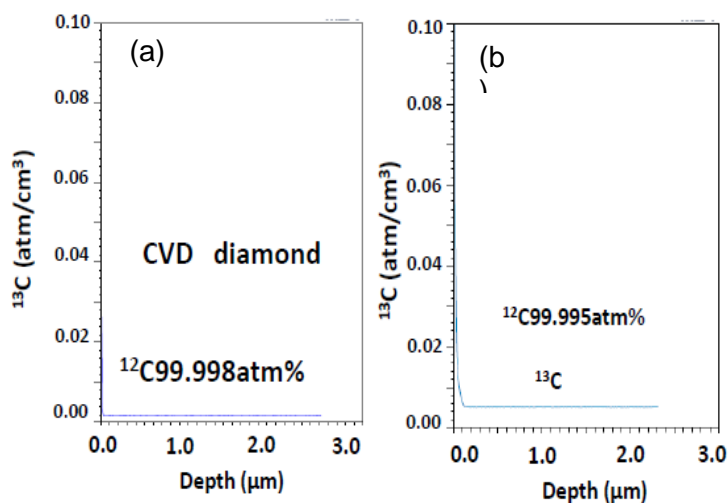 (a)
0.10
0.08
0.06
0.04
0.02
0.00
¹³C (atm/cm³)
CVD diamond
¹²C99.998atm%
0.0 1.0 2.0 3.0
Depth (μm)
(b
)
0.10
0.08
0.06
0.04
0.02
0.00
¹³C (atm/cm³)
¹²C99.995atm%
¹³C
0.0 1.0 2.0 3.0
Depth (μm)